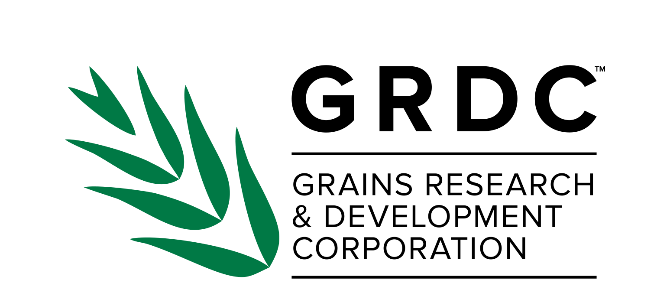 GRDC™
GRAINS RESEARCH
& DEVELOPMENT
CORPORATION